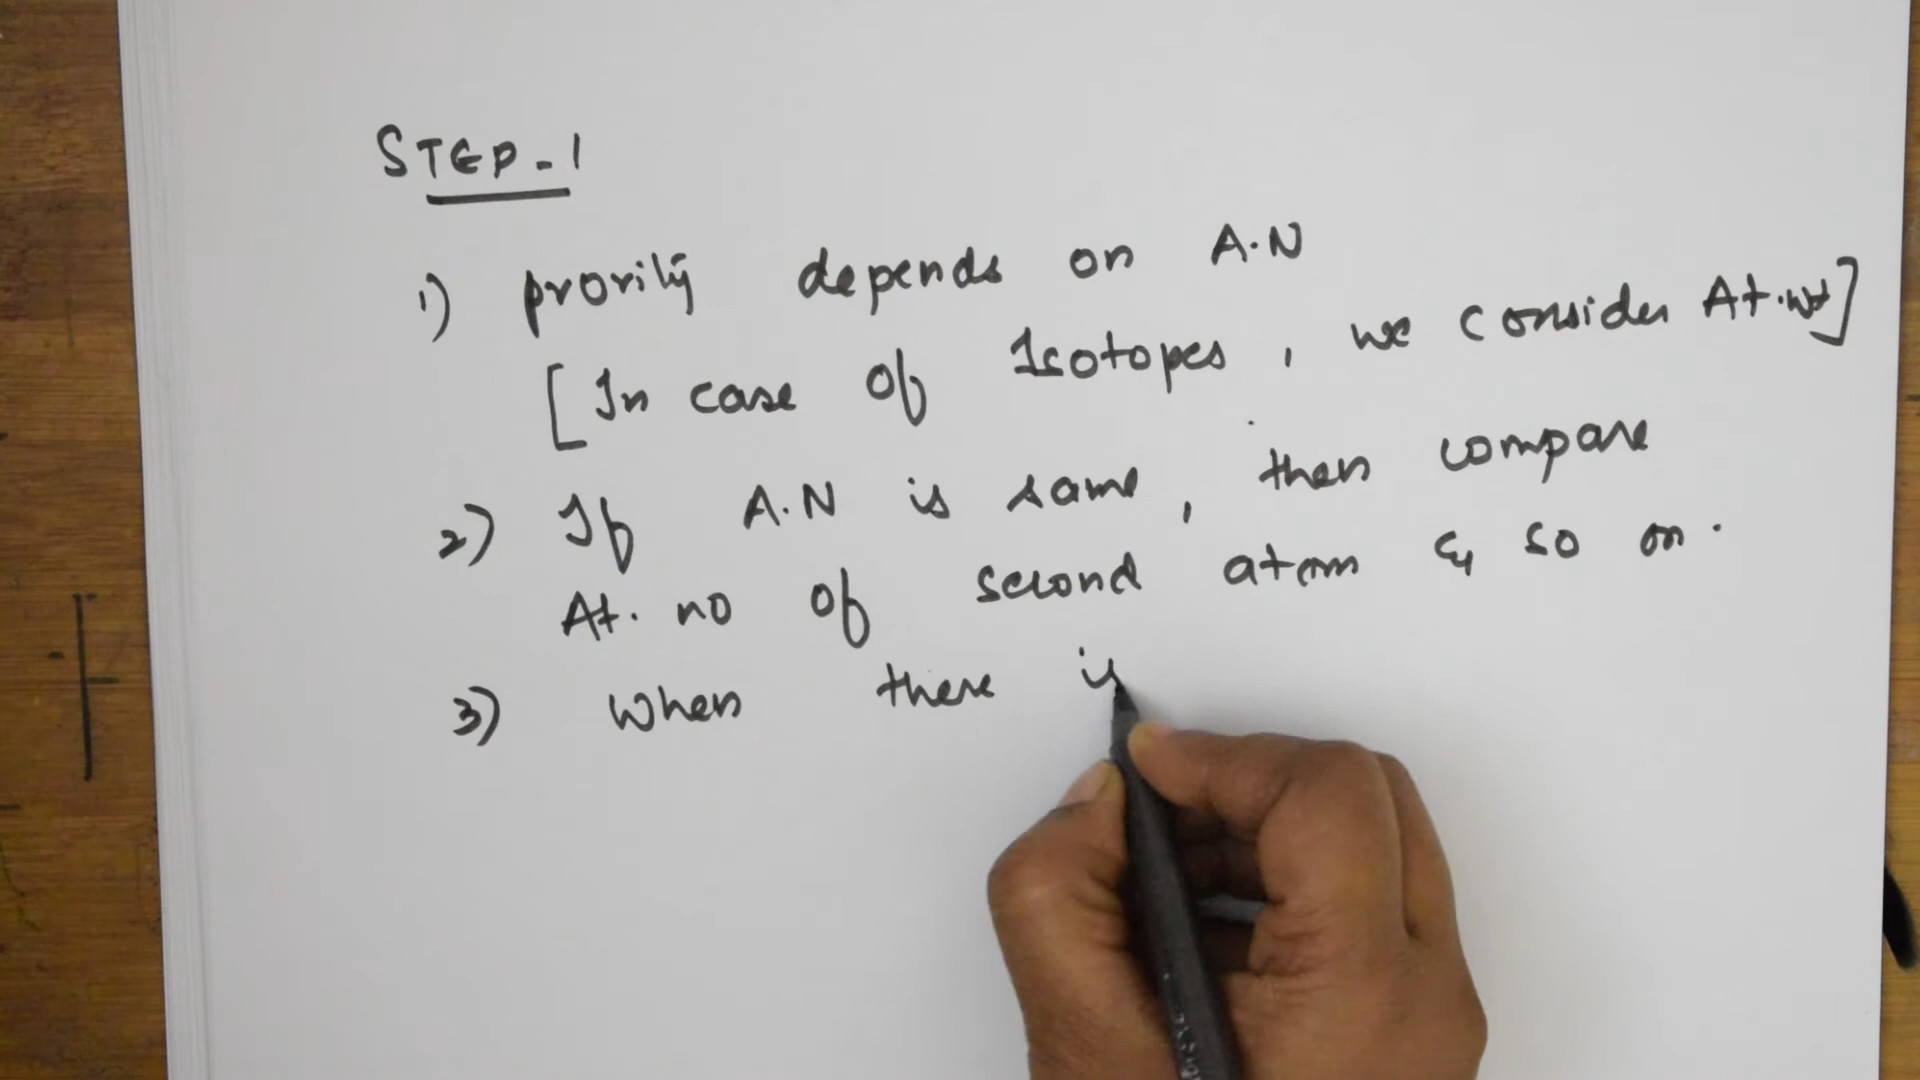 STEP-1
1) prority depends on A.N
[In case of Isotopes, we consider At.wt]
2) If A.N is same, then compare
At. no of second atom & so on.
3) when there is